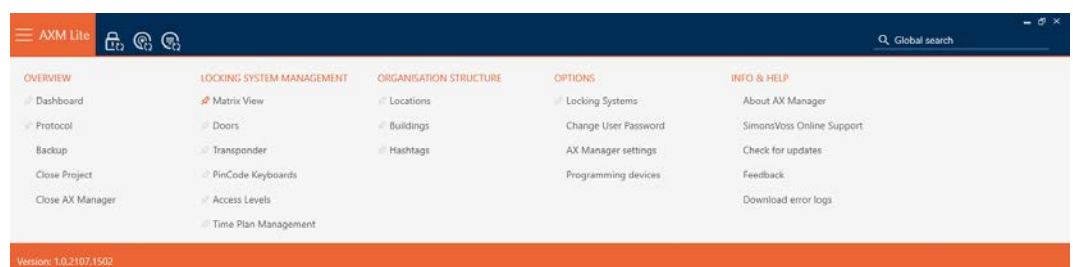 AXM Lite
Global search
OVERVIEW
Dashboard
Protocol
Backup
Close Project
Close AX Manager
LOCKING SYSTEM MANAGEMENT
Matrix View
Doors
Transponder
PinCode Keyboards
Access Levels
Time Plan Management
ORGANISATION STRUCTURE
Locations
Buildings
Hashtags
OPTIONS
Locking Systems
Change User Password
AX Manager settings
Programming devices
INFO & HELP
About AX Manager
SimonsVoss Online Support
Check for updates
Feedback
Download error logs
Version: 1.0.2107.1502